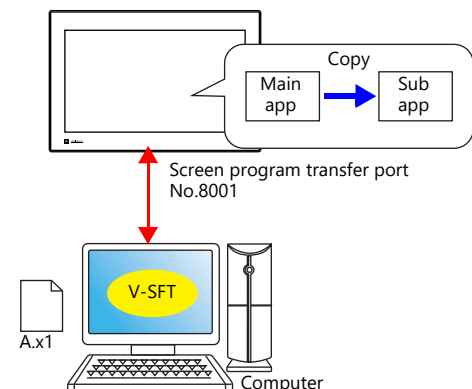 Copy
Main
app
Sub
app
Screen program transfer port
No.8001
V-SFT
A.x1
Computer